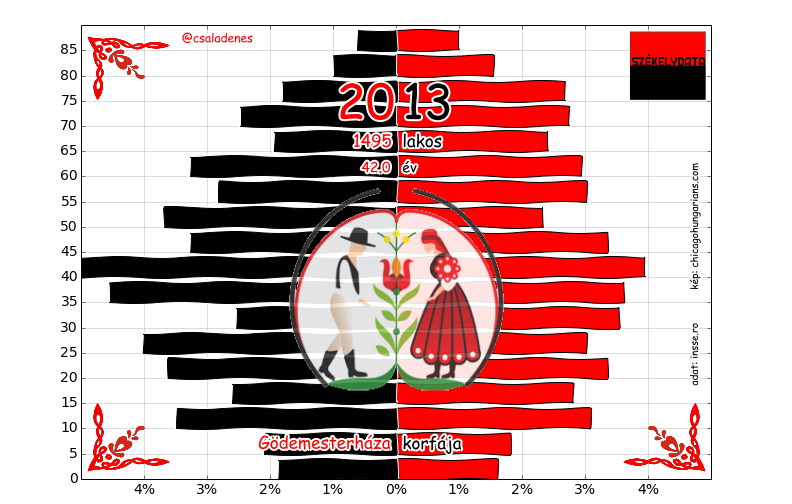 @csaladenes
SZÉKELYDATA
2013
1495 lakos
42.0 év
Gödemesterháza korfája
kép: chicagohungarians.com
adat: insse.ro
85
80
75
70
65
60
55
50
45
40
35
30
25
20
15
10
5
0
4% 3% 2% 1% 0% 1% 2% 3% 4%